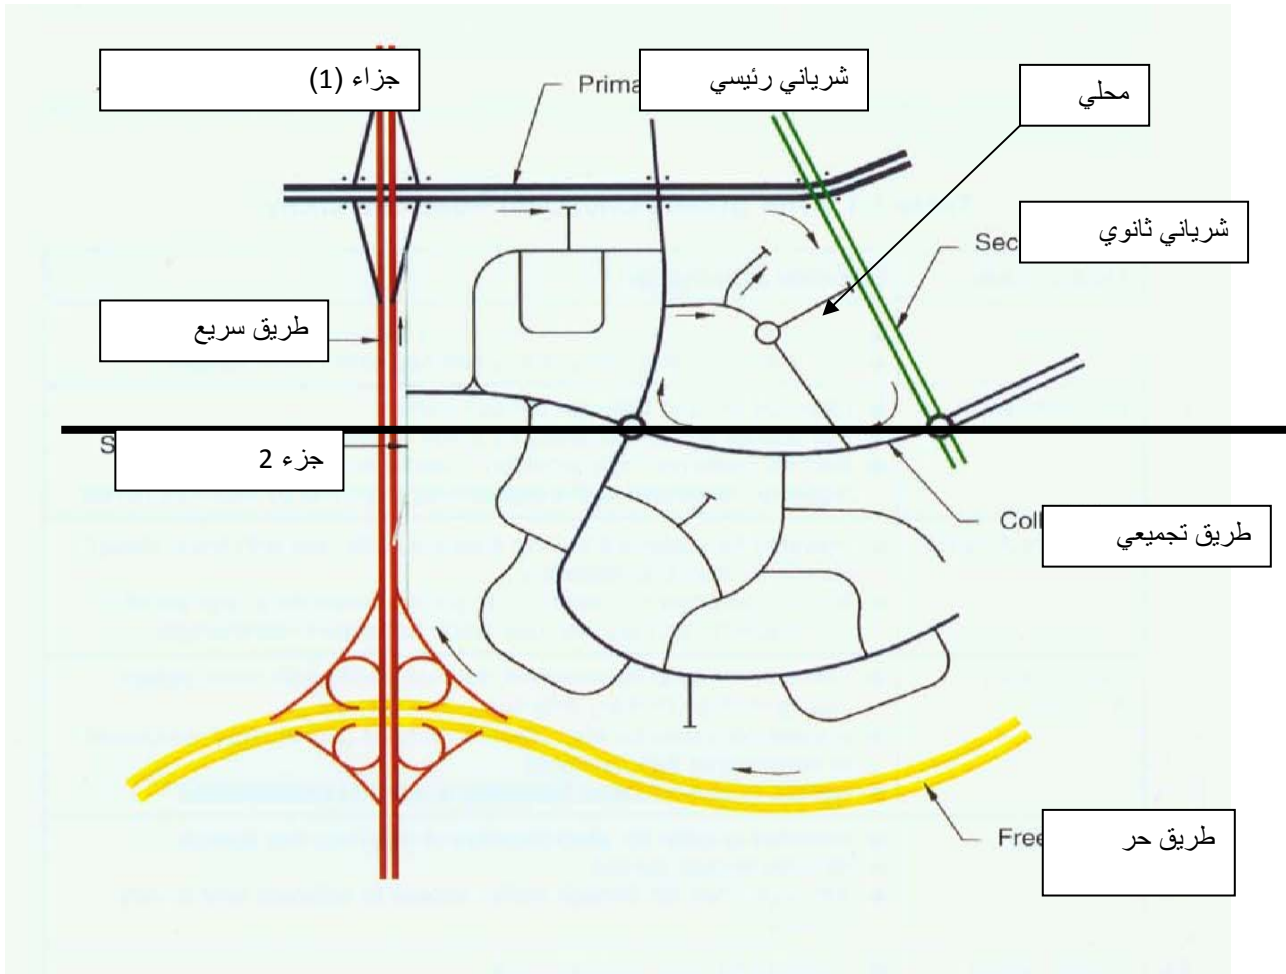 جزاء (1)
شرياني رئيسي
Prima
محلي
شرياني ثانوي
Sec
طريق سريع
S
جزء 2
Coll
طريق تجميعي
Free
طريق حر